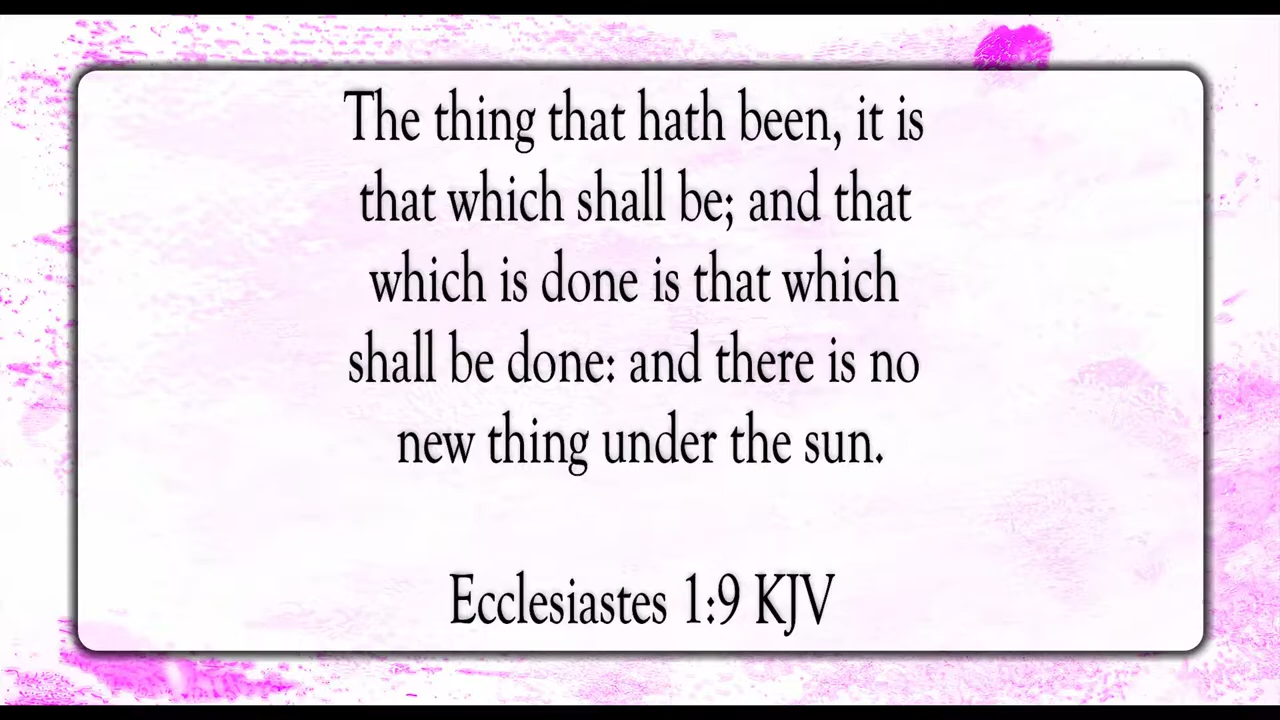 The thing that hath been, it is
that which shall be; and that
which is done is that which
shall be done: and there is no
new thing under the sun.
Ecclesiastes 1:9 KJV